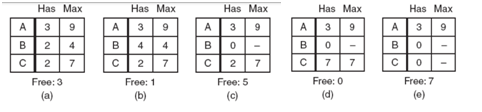 Has Max Has Max Has Max Has Max Has Max
A 3 9 A 3 9 A 3 9 A 3 9 A 3 9
B 2 4 B 4 4 B 0 – B 0 – B 0 –
C 2 7 C 2 7 C 2 7 C 7 7 C 0 –
Free: 3 Free: 1 Free: 5 Free: 0 Free: 7
(a) (b) (c) (d) (e)